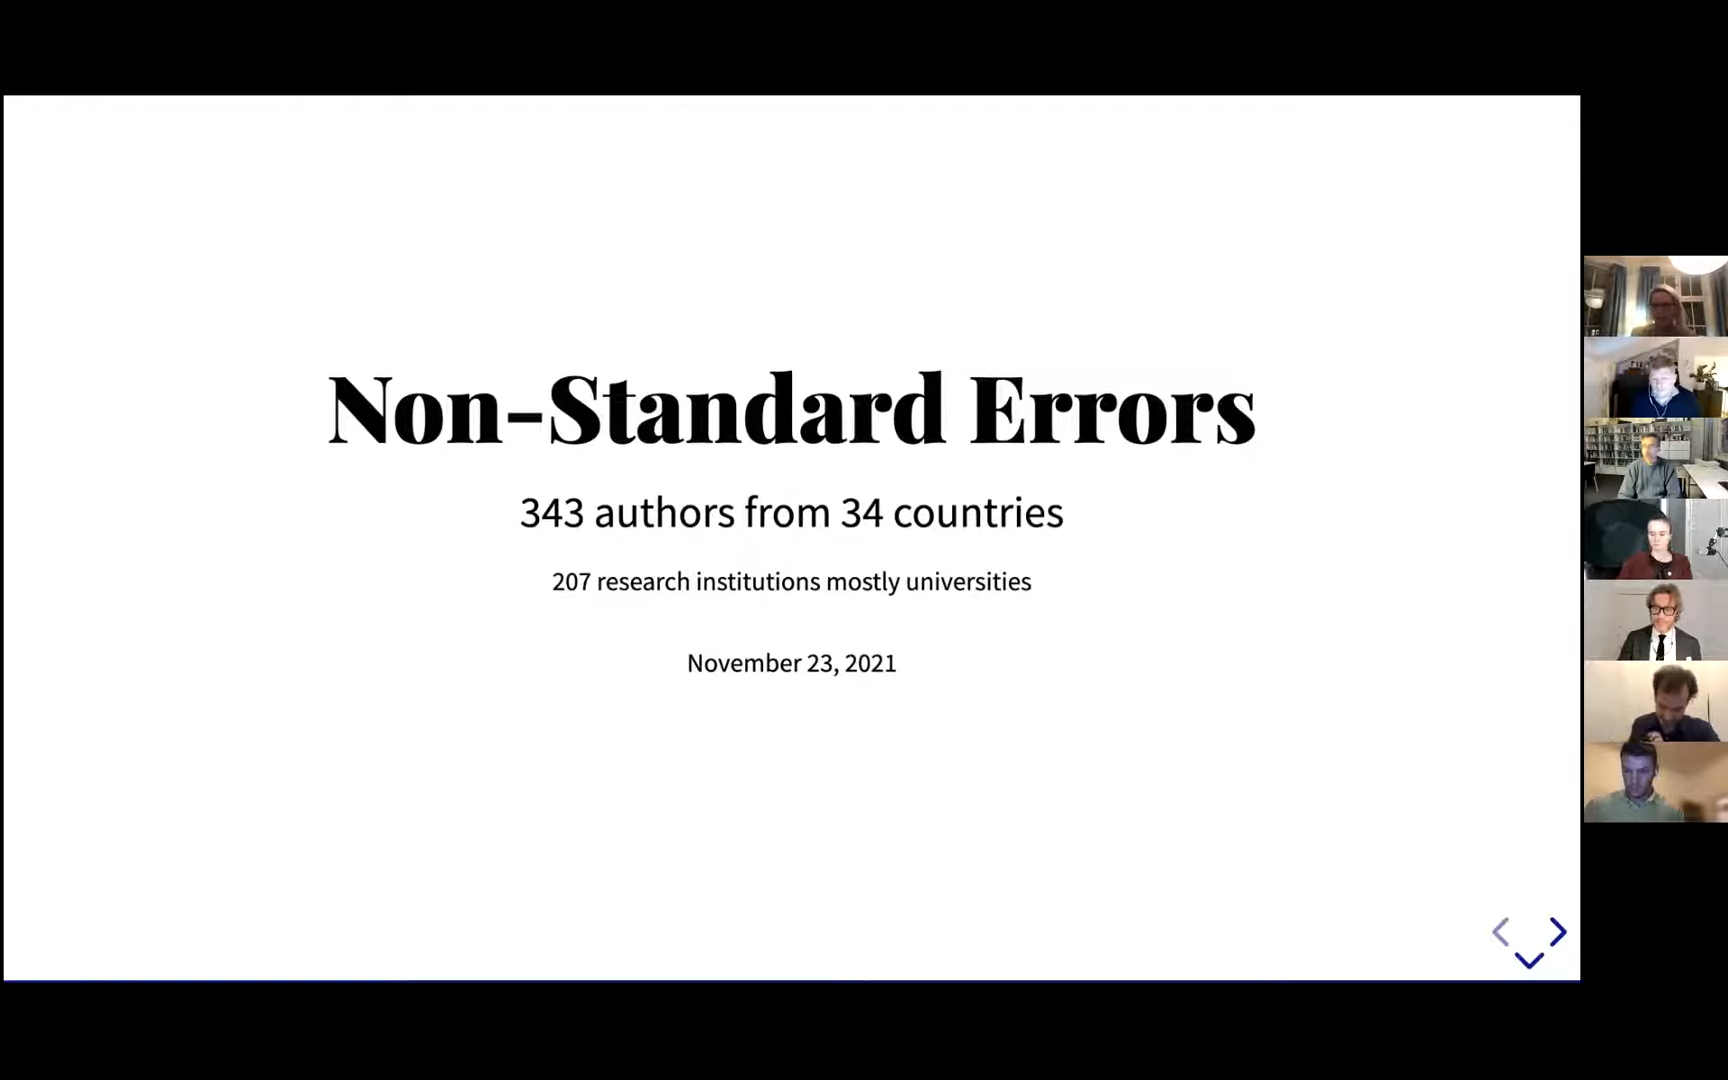 Non-Standard Errors
343 authors from 34 countries
207 research institutions mostly universities
November 23, 2021